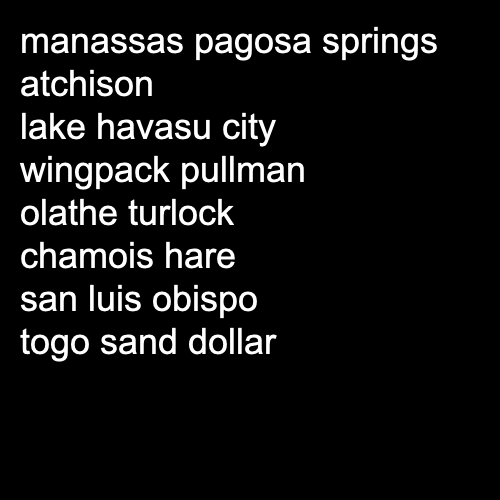 manassas pagosa springs
atchison
lake havasu city
wingpack pullman
olathe turlock
chamois hare
san luis obispo
togo sand dollar